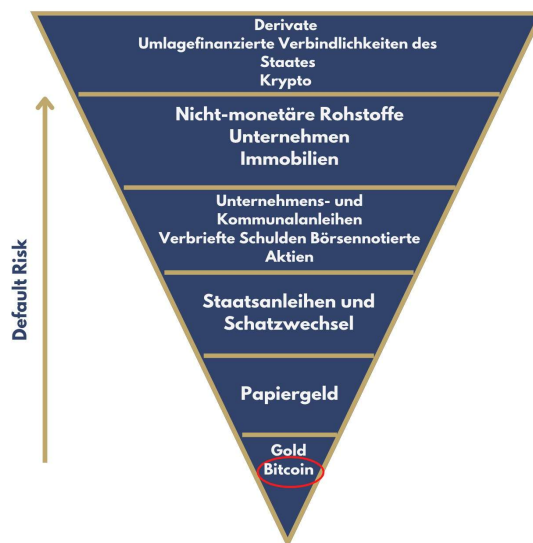 Derivate
Umlagefinanzierte Verbindlichkeiten des
Staates
Krypto
Nicht-monetäre Rohstoffe
Unternehmen
Immobilien
Unternehmens- und
Kommunalanleihen
Verbriefte Schulden Börsennotierte
Aktien
Staatsanleihen und
Schatzwechsel
Papiergeld
Gold
Bitcoin
Default Risk